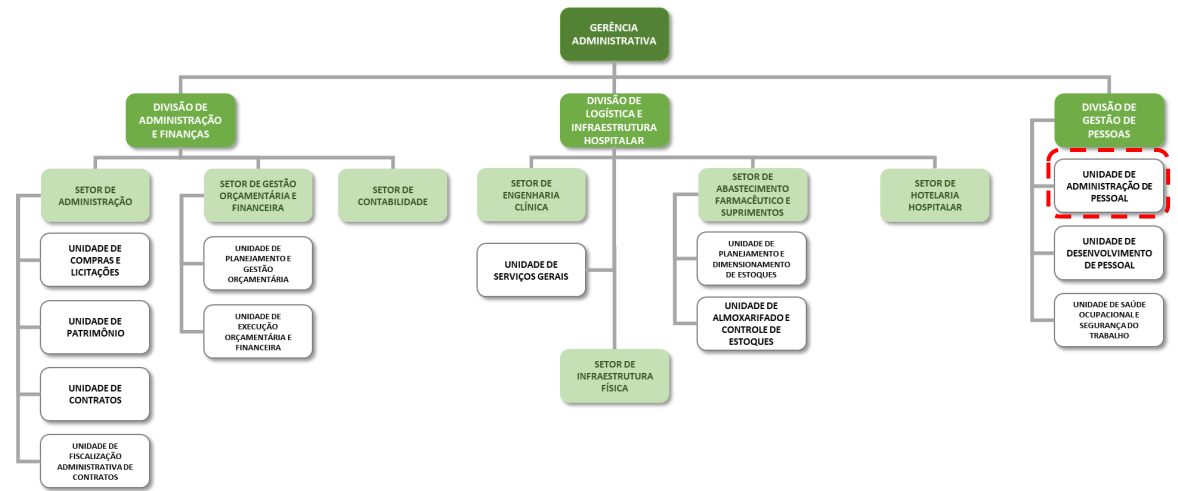 GERÊNCIA
ADMINISTRATIVA
DIVISÃO DE
ADMINISTRAÇÃO
E FINANÇAS
DIVISÃO DE
LOGÍSTICA E
INFRAESTRUTURA
HOSPITALAR
DIVISÃO DE
GESTÃO DE
PESSOAS
SETOR DE
ADMINISTRAÇÃO
SETOR DE GESTÃO
ORÇAMENTÁRIA E
FINANCEIRA
SETOR DE
CONTABILIDADE
SETOR DE
ENGENHARIA
CLÍNICA
SETOR DE
ABASTECIMENTO
FARMACÊUTICO E
SUPRIMENTOS
SETOR DE
HOTELARIA
HOSPITALAR
UNIDADE DE
ADMINISTRAÇÃO DE
PESSOAL
UNIDADE DE
COMPRAS E
LICITAÇÕES
UNIDADE DE
PLANEJAMENTO E
GESTÃO
ORÇAMENTÁRIA
UNIDADE DE
SERVIÇOS GERAIS
UNIDADE DE
PLANEJAMENTO E
DIMENSIONAMENTO
DE ESTOQUES
UNIDADE DE
DESENVOLVIMENTO
DE PESSOAL
UNIDADE DE
PATRIMÔNIO
UNIDADE DE
EXECUÇÃO
ORÇAMENTÁRIA E
FINANCEIRA
UNIDADE DE
ALMOXARIFADO E
CONTROLE DE
ESTOQUES
UNIDADE DE SAÚDE
OCUPACIONAL E
SEGURANÇA DO
TRABALHO
SETOR DE
INFRAESTRUTURA
FÍSICA
UNIDADE DE
CONTRATOS
UNIDADE DE
FISCALIZAÇÃO
ADMINISTRATIVA DE
CONTRATOS